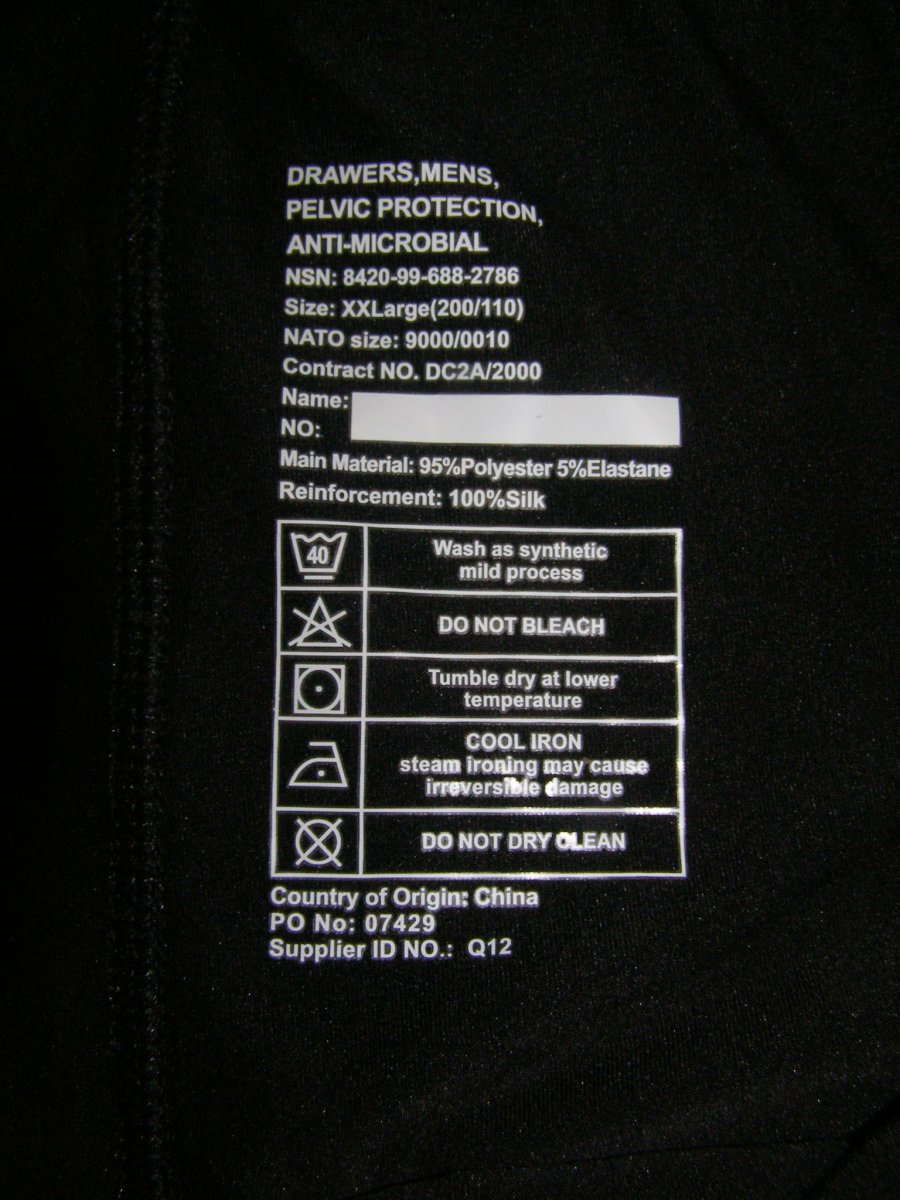 DRAWERS,MENS,
PELVIC PROTECTION,
ANTI-MICROBIAL
NSN: 8420-99-688-2786
Size: XXLarge(200/110)
NATO size: 9000/0010
Contract NO. DC2A/2000
Name:
NO:
Main Material: 95%Polyester 5%Elastane
Reinforcement: 100%Silk
40
Wash as synthetic
mild process
DO NOT BLEACH
Tumble dry at lower
temperature
COOL IRON
steam ironing may cause
irreversible damage
DO NOT DRY CLEAN
Country of Origin: China
PO No: 07429
Supplier ID NO.: Q12